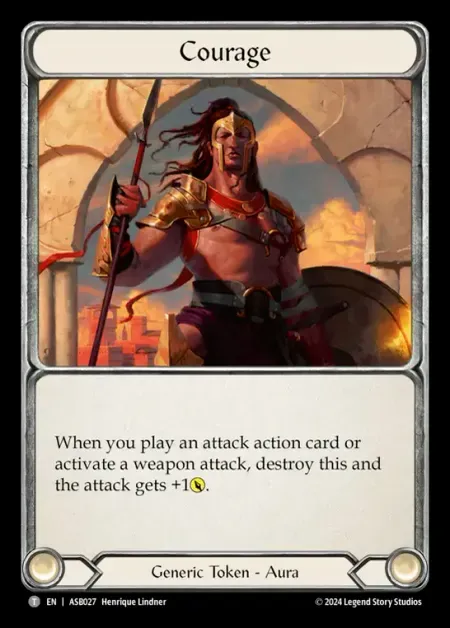 Courage
When you play an attack action card or
activate a weapon attack, destroy this and
the attack gets +1.
Generic Token - Aura
T EN | ASB027 Henrique Lindner © 2024 Legend Story Studios